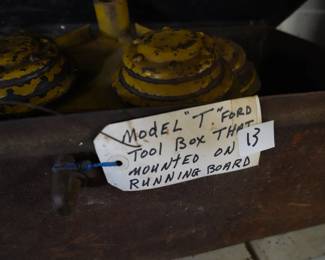 MODEL "T" FORD
TOOL BOX THAT
MOUNTED ON
RUNNING BOARD
13